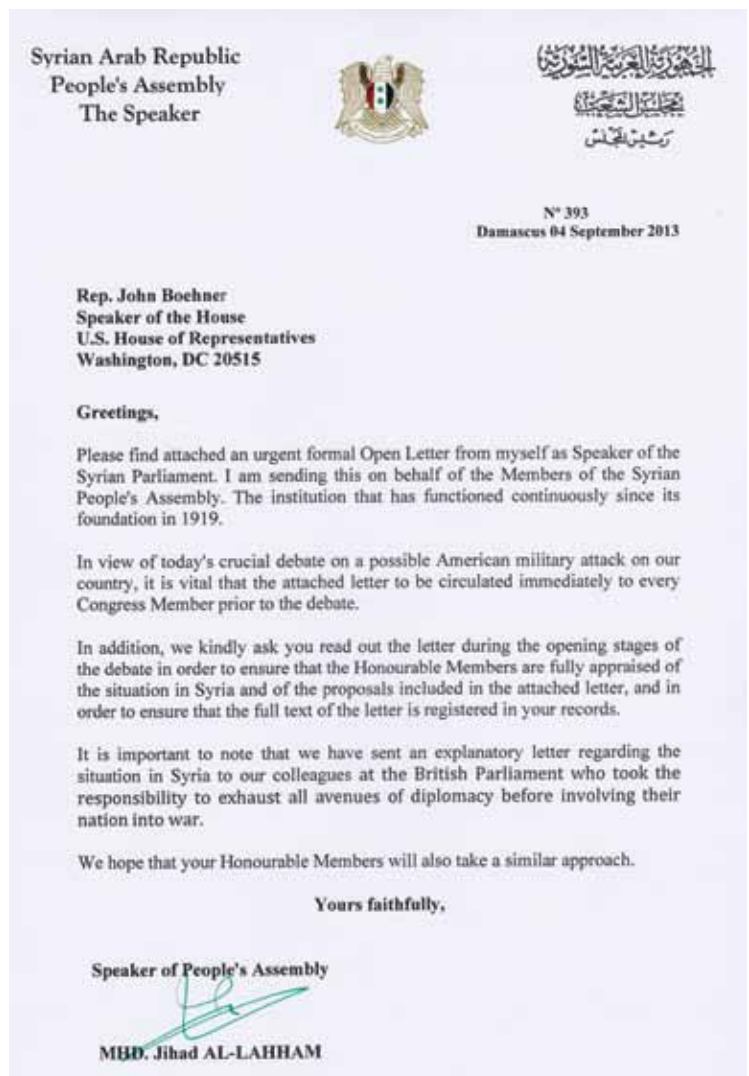 Syrian Arab Republic
People's Assembly
The Speaker
الجمهورية العربية السورية
مجلس الشعب
رئيس المجلس
Nº 393
Damascus 04 September 2013
Rep. John Boehner
Speaker of the House
U.S. House of Representatives
Washington, DC 20515
Greetings,
Please find attached an urgent formal Open Letter from myself as Speaker of the
Syrian Parliament. I am sending this on behalf of the Members of the Syrian
People's Assembly. The institution that has functioned continuously since its
foundation in 1919.
In view of today's crucial debate on a possible American military attack on our
country, it is vital that the attached letter to be circulated immediately to every
Congress Member prior to the debate.
In addition, we kindly ask you read out the letter during the opening stages of
the debate in order to ensure that the Honourable Members are fully appraised of
the situation in Syria and of the proposals included in the attached letter, and in
order to ensure that the full text of the letter is registered in your records.
It is important to note that we have sent an explanatory letter regarding the
situation in Syria to our colleagues at the British Parliament who took the
responsibility to exhaust all avenues of diplomacy before involving their
nation into war.
We hope that your Honourable Members will also take a similar approach.
Yours faithfully,
Speaker of People's Assembly
MHD. Jihad AL-LAHHAM